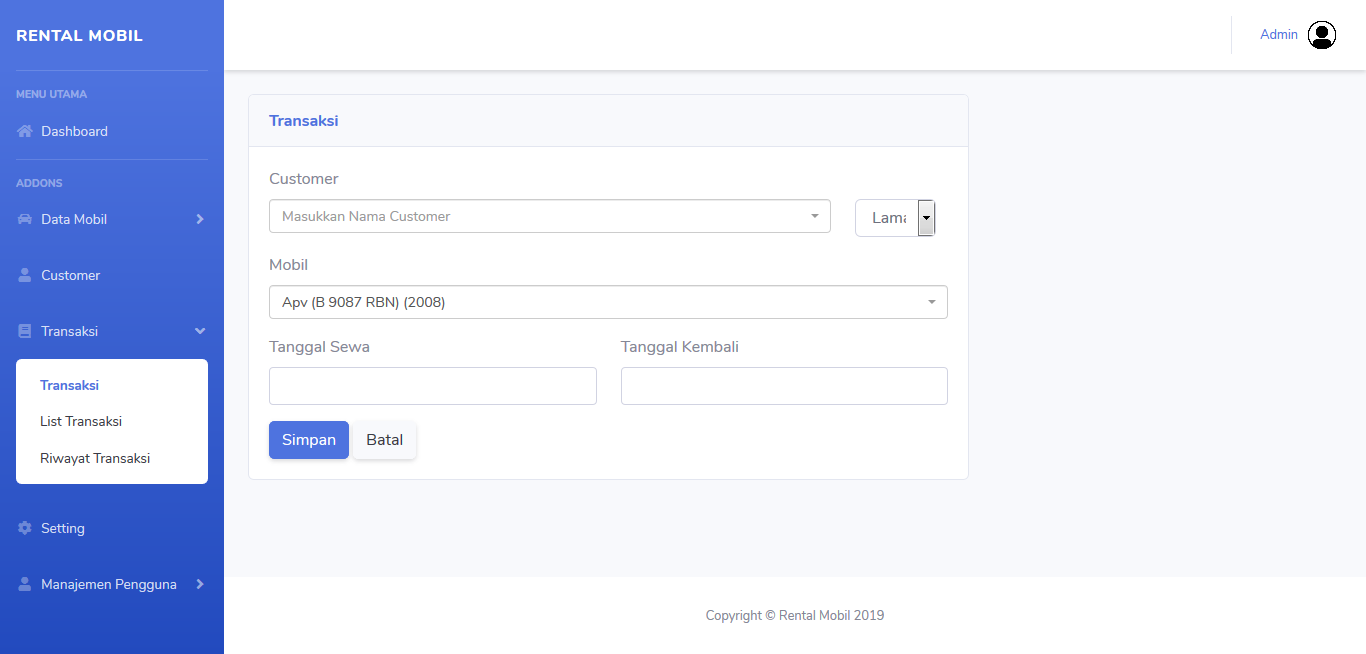 RENTAL MOBIL
Admin
MENU UTAMA
Dashboard
ADDONS
Data Mobil
Customer
Transaksi
Transaksi
List Transaksi
Riwayat Transaksi
Setting
Manajemen Pengguna
Transaksi
Customer
Masukkan Nama Customer
Lama
Mobil
Apv (B 9087 RBN) (2008)
Tanggal Sewa
Tanggal Kembali
Simpan
Batal
Copyright © Rental Mobil 2019